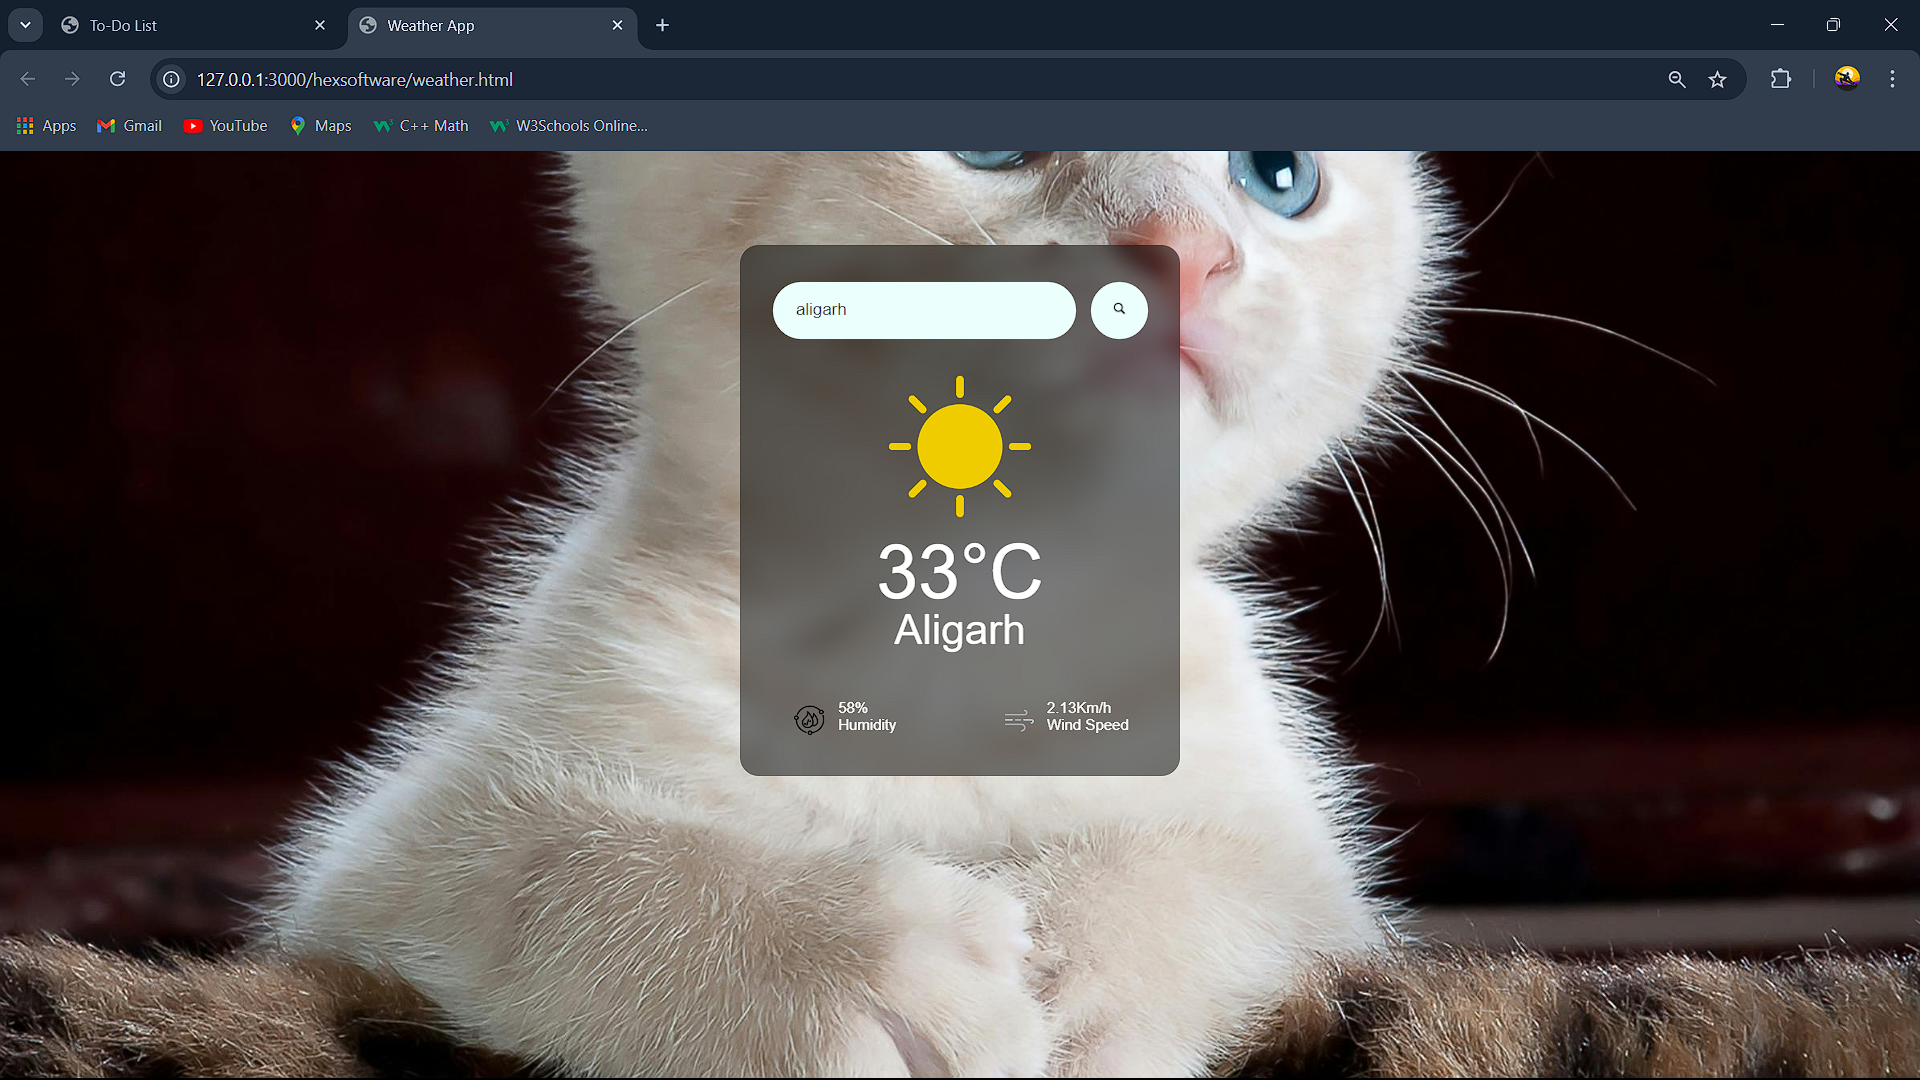 To-Do List
Weather App
127.0.0.1:3000/hexsoftware/weather.html
Apps
Gmail
YouTube
Maps
C++ Math
W3Schools Online...
aligarh
33°C
Aligarh
58%
Humidity
2.13Km/h
Wind Speed